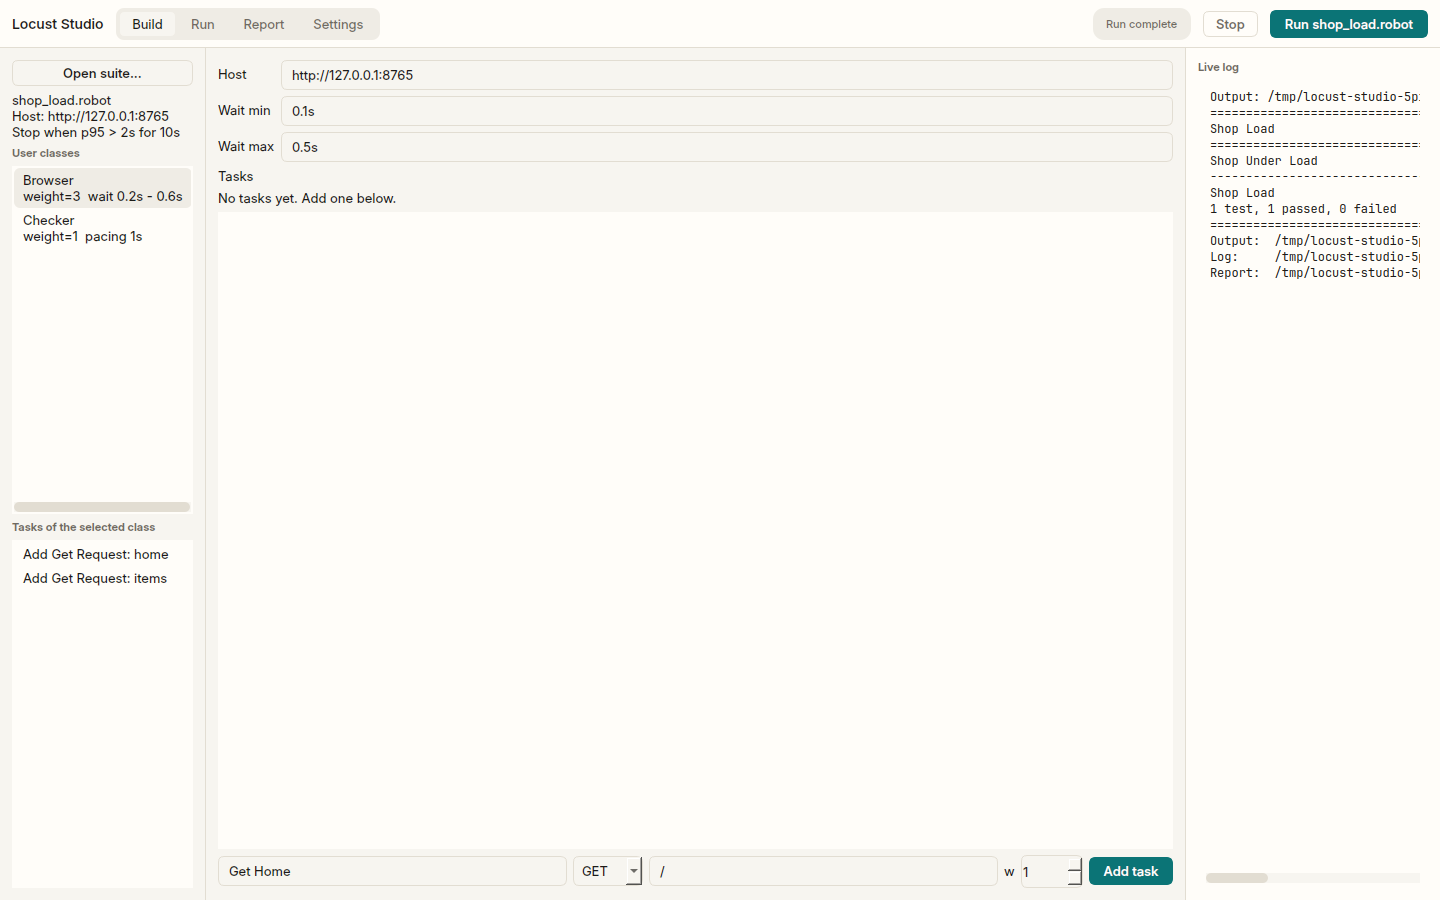 Locust Studio
Build
Run
Report
Settings
Run complete
Stop
Run shop_load.robot
Open suite...
shop_load.robot
Host: http://127.0.0.1:8765
Stop when p95 > 2s for 10s
User classes
Browser
weight=3  wait 0.2s - 0.6s
Checker
weight=1  pacing 1s
Tasks of the selected class
Add Get Request: home
Add Get Request: items
Host
http://127.0.0.1:8765
Wait min
0.1s
Wait max
0.5s
Tasks
No tasks yet. Add one below.
Get Home
GET
/
w
1
Add task
Live log
Output: /tmp/locust-studio-5p
=============================
Shop Load
=============================
Shop Under Load
-----------------------------
Shop Load
1 test, 1 passed, 0 failed
=============================
Output:  /tmp/locust-studio-5p
Log:     /tmp/locust-studio-5p
Report:  /tmp/locust-studio-5p